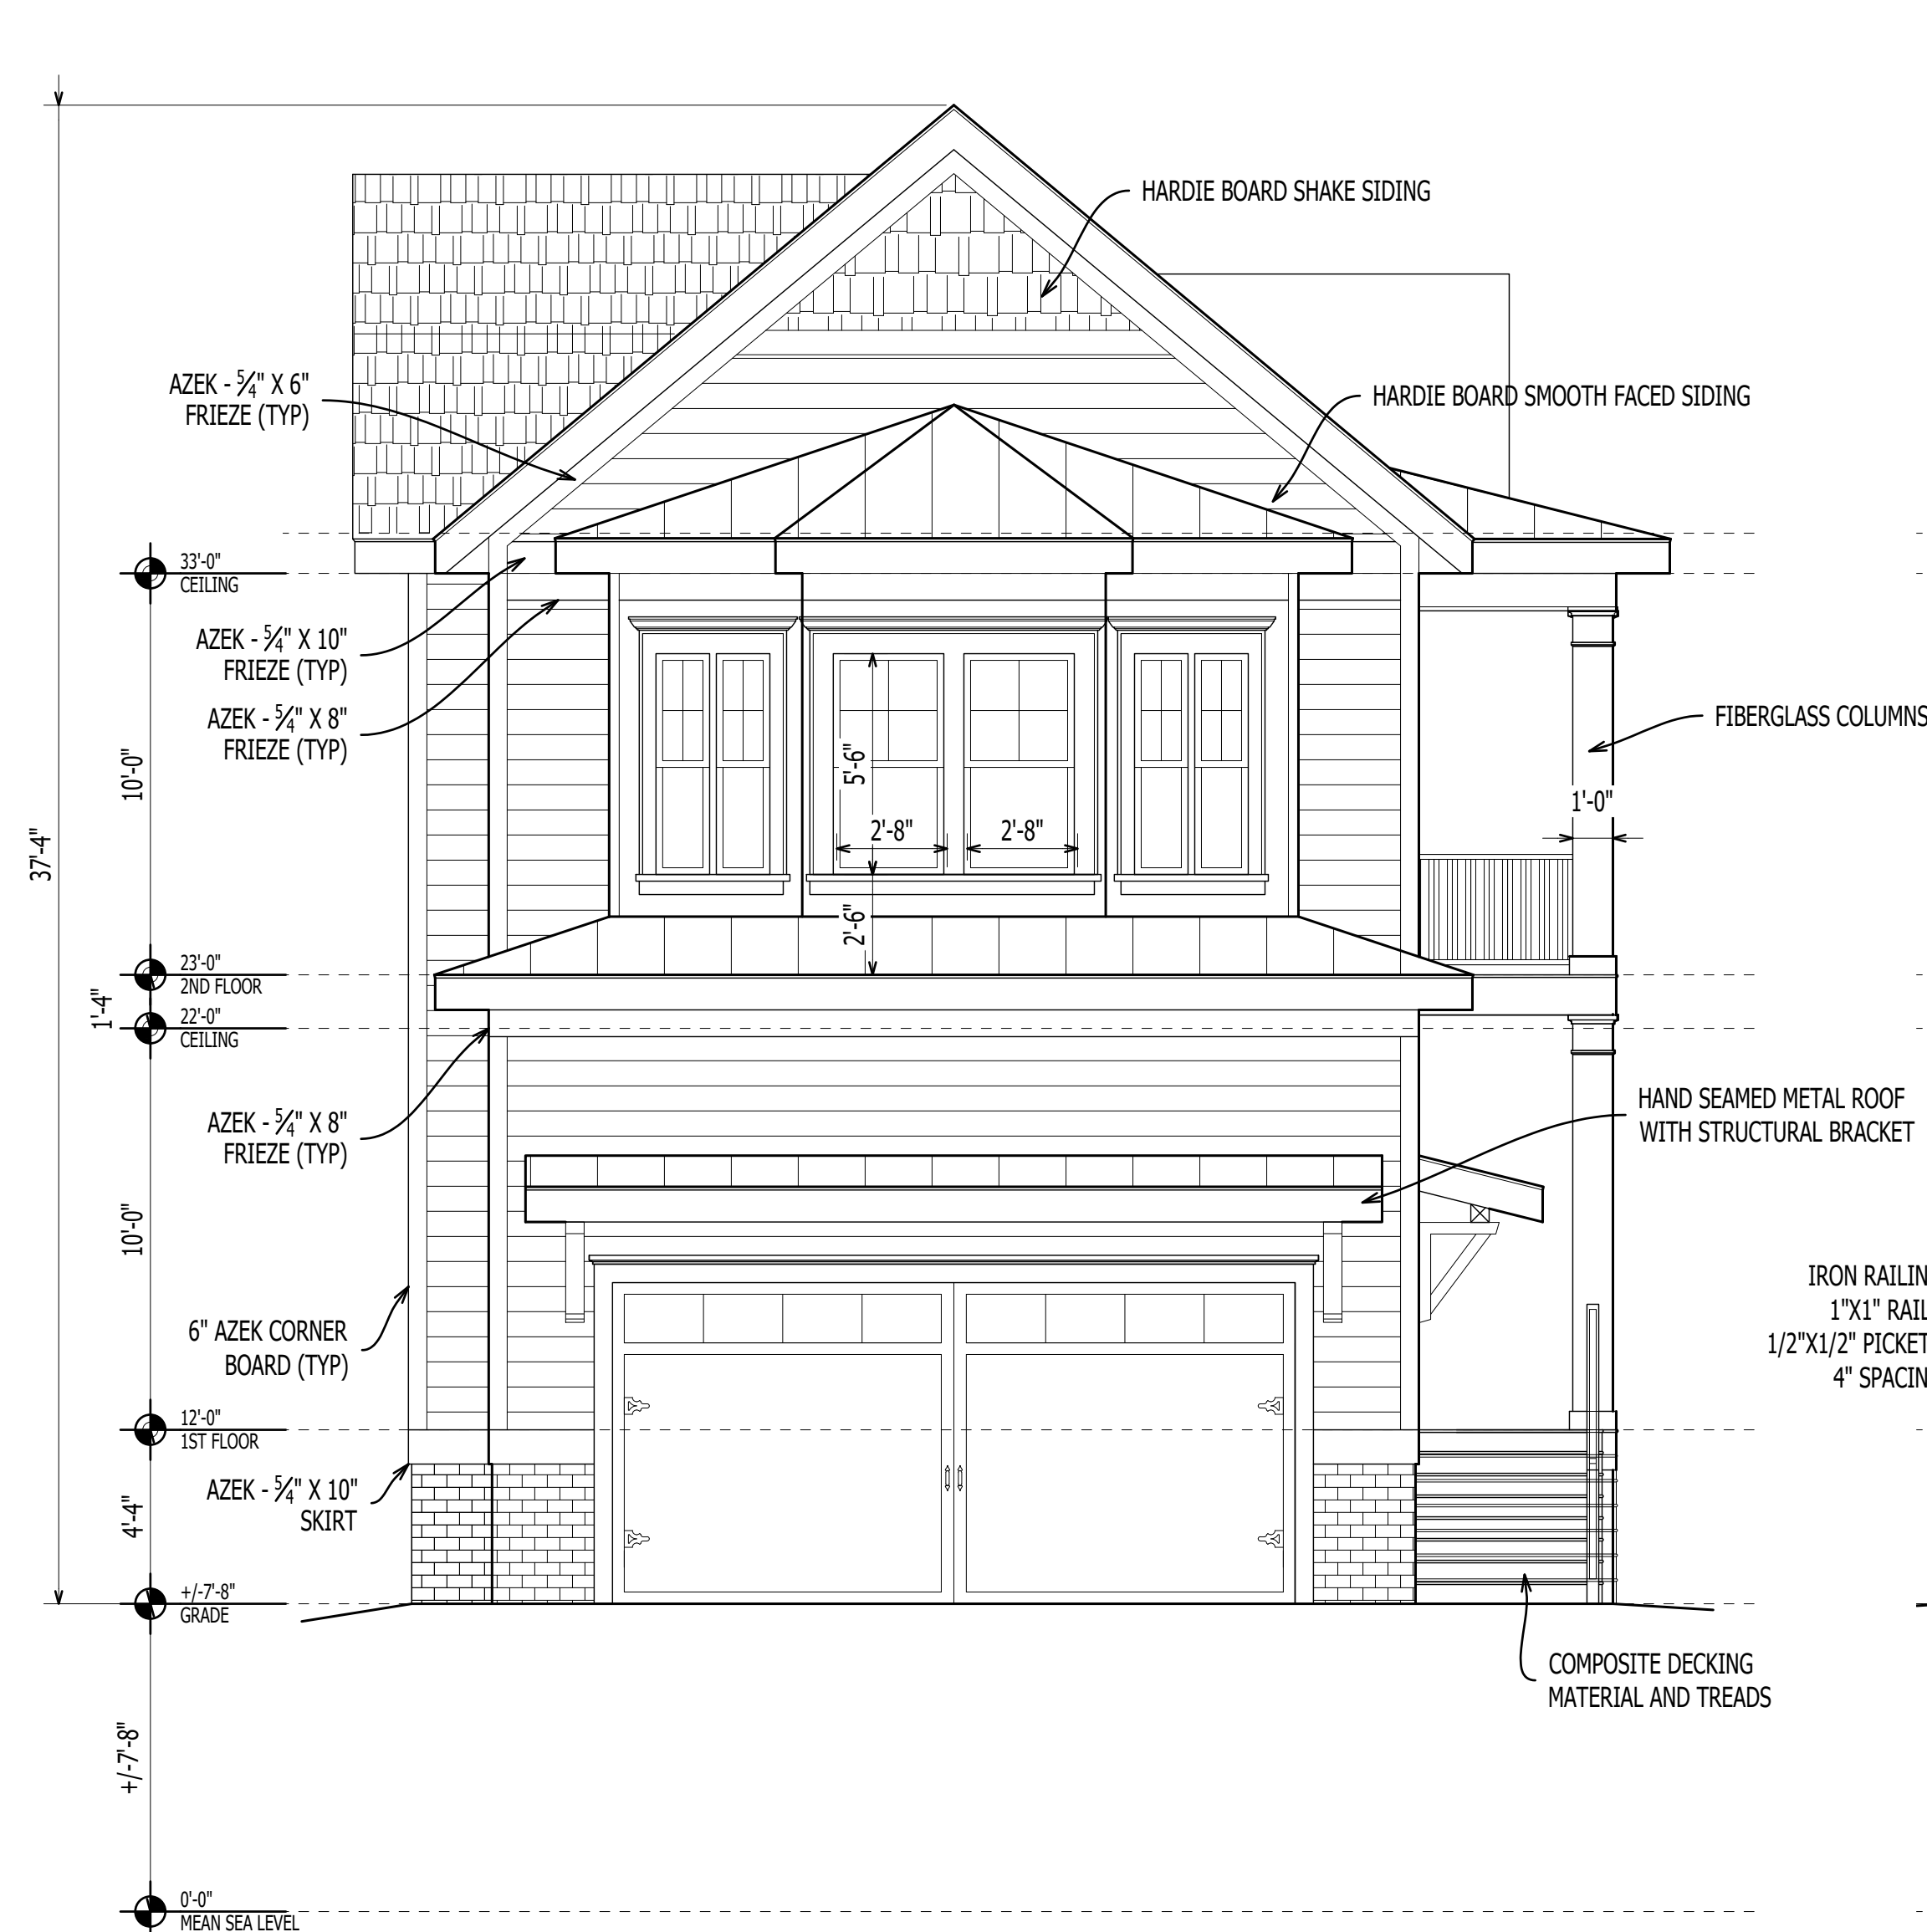 HARDIE BOARD SHAKE SIDING
AZEK - 5/4" X 6"
FRIEZE (TYP)
HARDIE BOARD SMOOTH FACED SIDING
33'-0"
CEILING
AZEK - 5/4" X 10"
FRIEZE (TYP)
AZEK - 5/4" X 8"
FRIEZE (TYP)
FIBERGLASS COLUMNS
10'-0"
5'-6"
1'-0"
2'-8"
2'-8"
37'-4"
2'-6"
23'-0"
2ND FLOOR
1'-4"
22'-0"
CEILING
AZEK - 5/4" X 8"
FRIEZE (TYP)
HAND SEAMED METAL ROOF
WITH STRUCTURAL BRACKET
10'-0"
6" AZEK CORNER
BOARD (TYP)
IRON RAILIN
1"X1" RAIL
1/2"X1/2" PICKET
4" SPACIN
12'-0"
1ST FLOOR
AZEK - 5/4" X 10"
SKIRT
4'-4"
+/-7'-8"
GRADE
COMPOSITE DECKING
MATERIAL AND TREADS
+/-7'-8"
0'-0"
MEAN SEA LEVEL